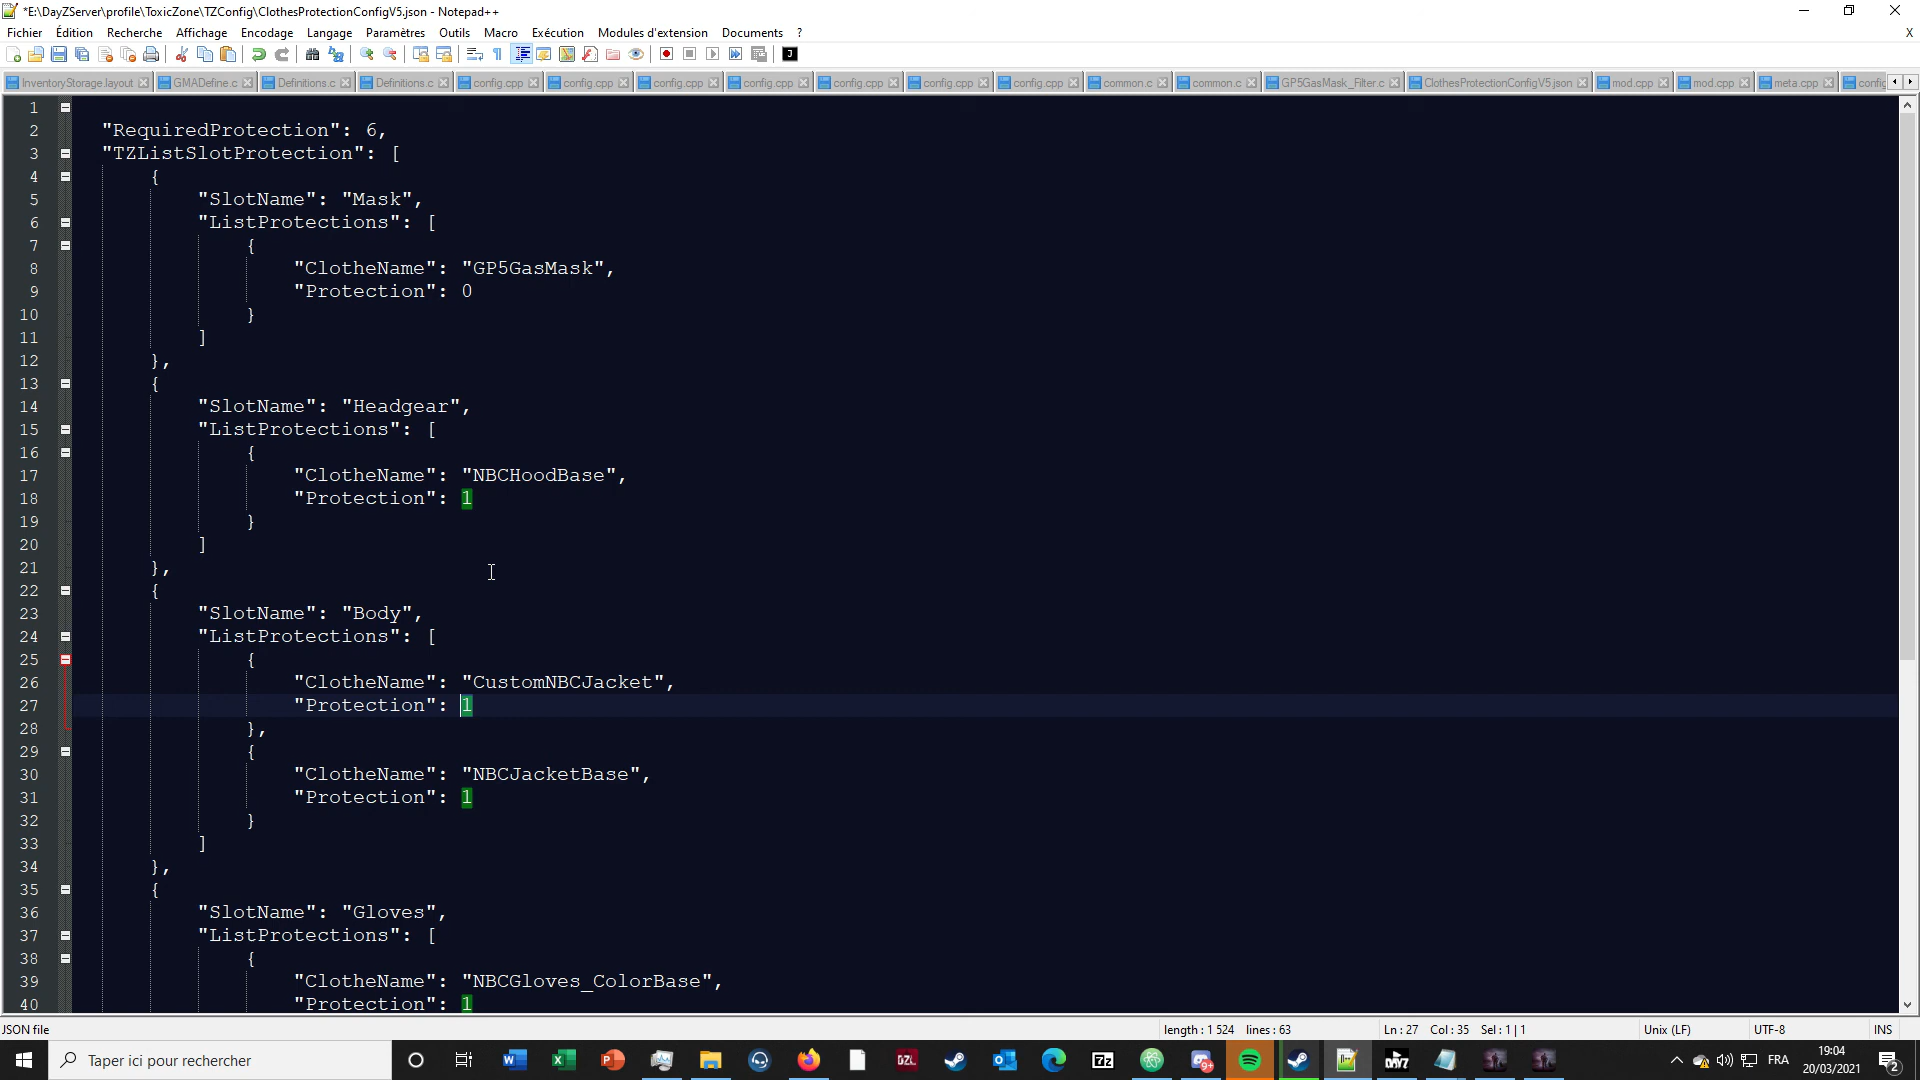 *E:\DayZServer\profile\ToxicZone\TZConfig\ClothesProtectionConfigV5.json - Notepad++
Fichier Édition Recherche Affichage Encodage Langage Paramètres Outils Macro Exécution Modules d'extension Documents ? X
InventoryStorage.layout GMADefine.c Definitions.c Definitions.c config.cpp config.cpp config.cpp config.cpp config.cpp config.cpp config.cpp common.c common.c GP5GasMask_Filter.c ClothesProtectionConfigV5.json mod.cpp mod.cpp meta.cpp config
1
2 "RequiredProtection": 6,
3 "TZListSlotProtection": [
4 {
5 "SlotName": "Mask",
6 "ListProtections": [
7 {
8 "ClotheName": "GP5GasMask",
9 "Protection": 0
10 }
11 ]
12 },
13 {
14 "SlotName": "Headgear",
15 "ListProtections": [
16 {
17 "ClotheName": "NBCHoodBase",
18 "Protection": 1
19 }
20 ]
21 },
22 {
23 "SlotName": "Body",
24 "ListProtections": [
25 {
26 "ClotheName": "CustomNBCJacket",
27 "Protection": 1
28 },
29 {
30 "ClotheName": "NBCJacketBase",
31 "Protection": 1
32 }
33 ]
34 },
35 {
36 "SlotName": "Gloves",
37 "ListProtections": [
38 {
39 "ClotheName": "NBCGloves_ColorBase",
40 "Protection": 1
JSON file length : 1 524 lines : 63 Ln : 27 Col : 35 Sel : 1 | 1 Unix (LF) UTF-8 INS
Taper ici pour rechercher DZL 7Z DAYZ 9+ FRA 19:04
20/03/2021 2